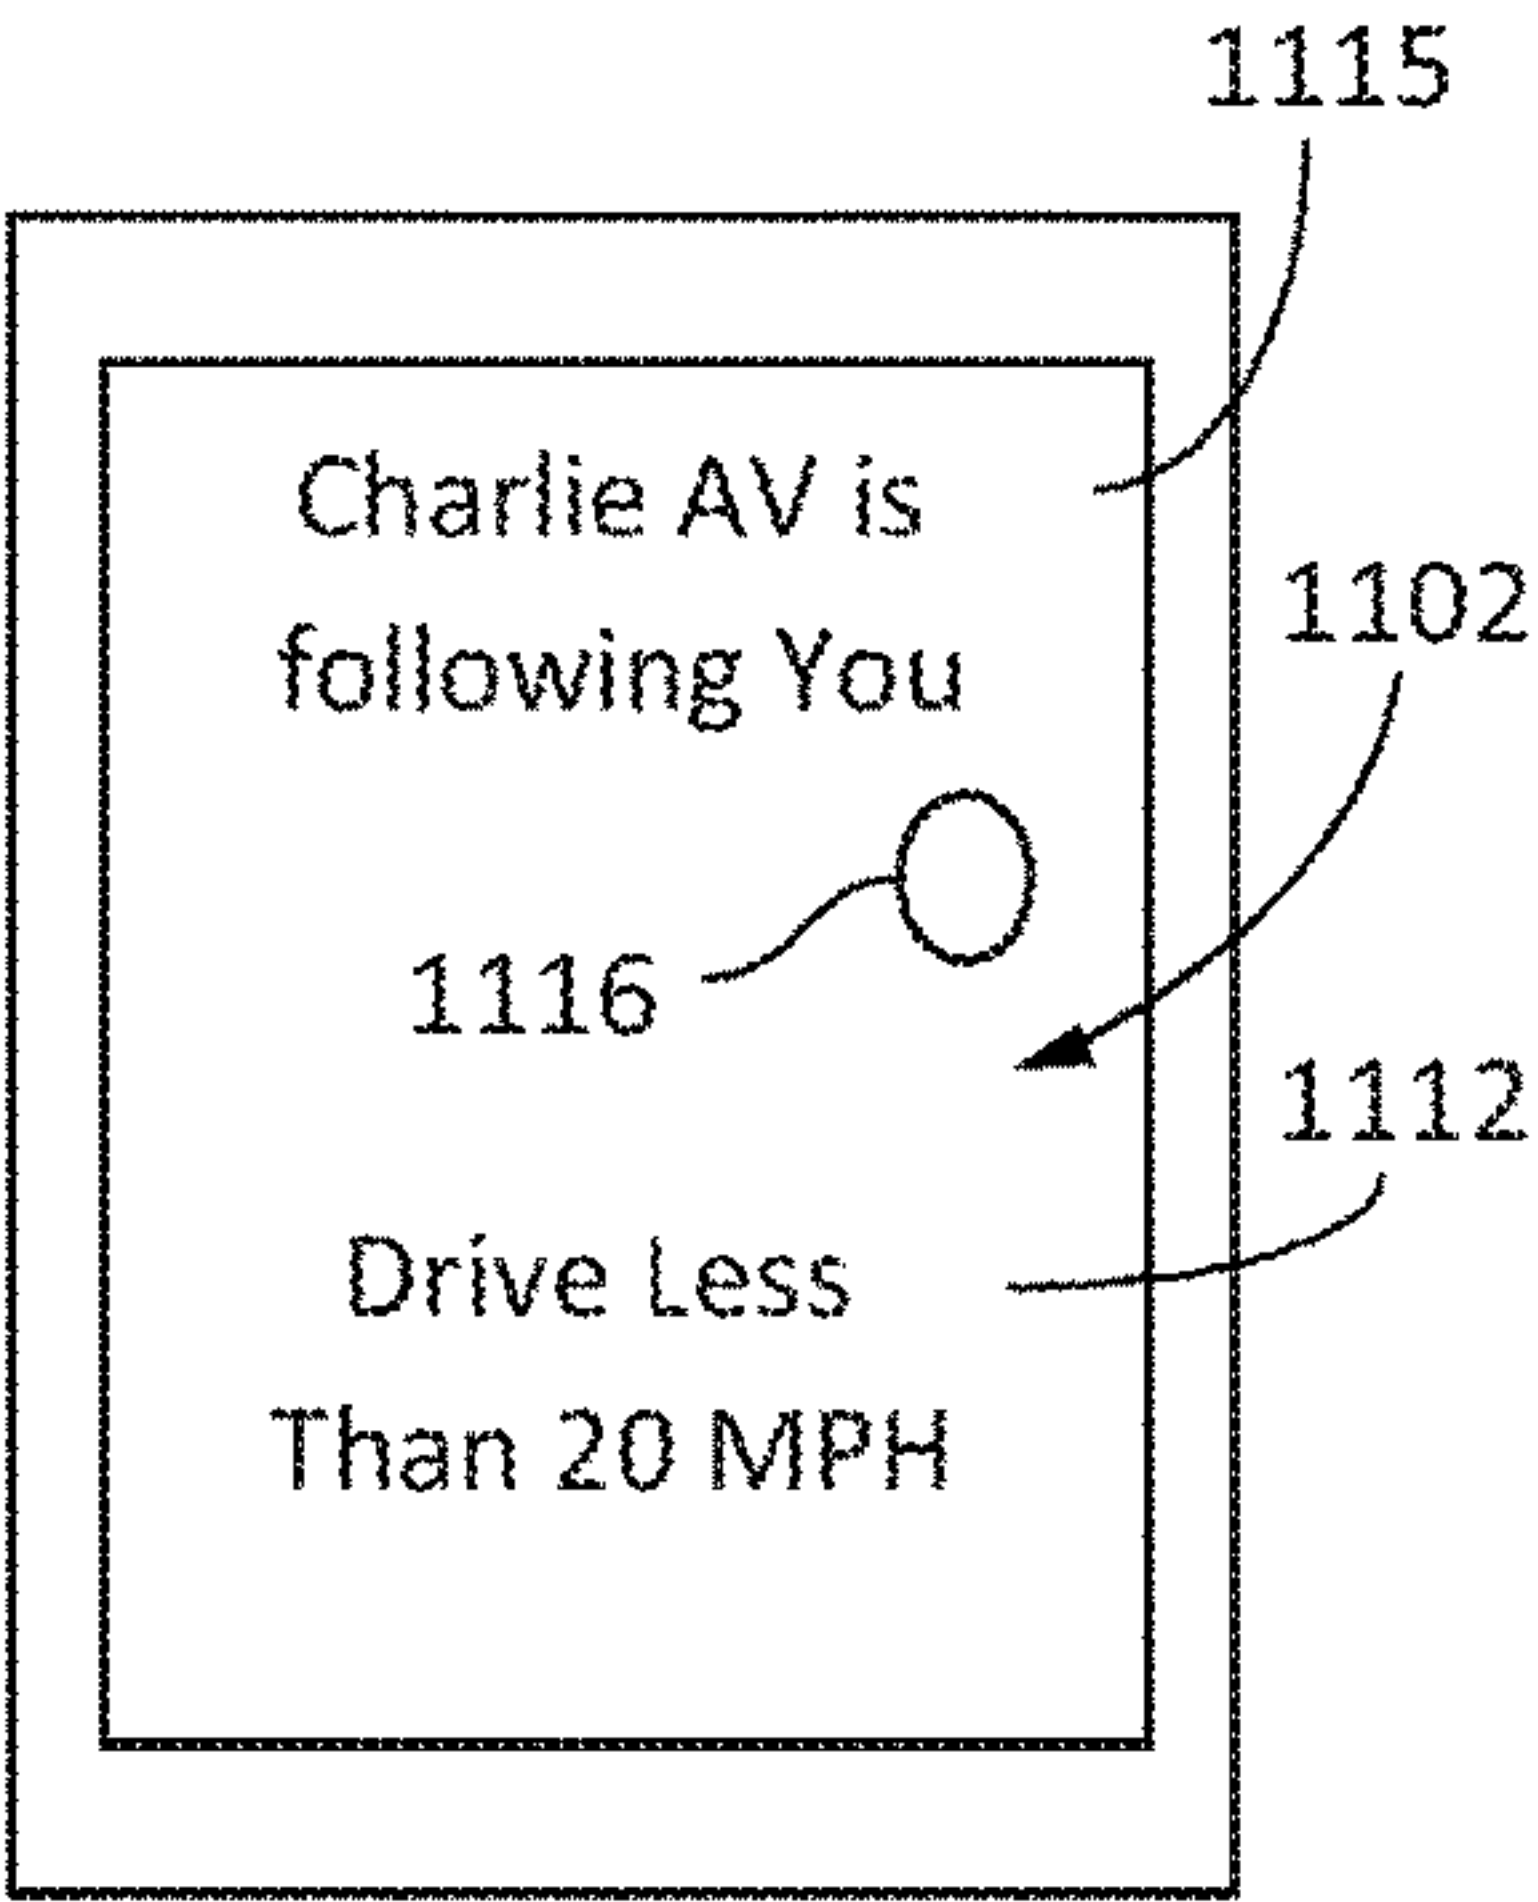 1115
Charlie AV is
1102
following You
1116
1112
Drive Less
Than 20 MPH